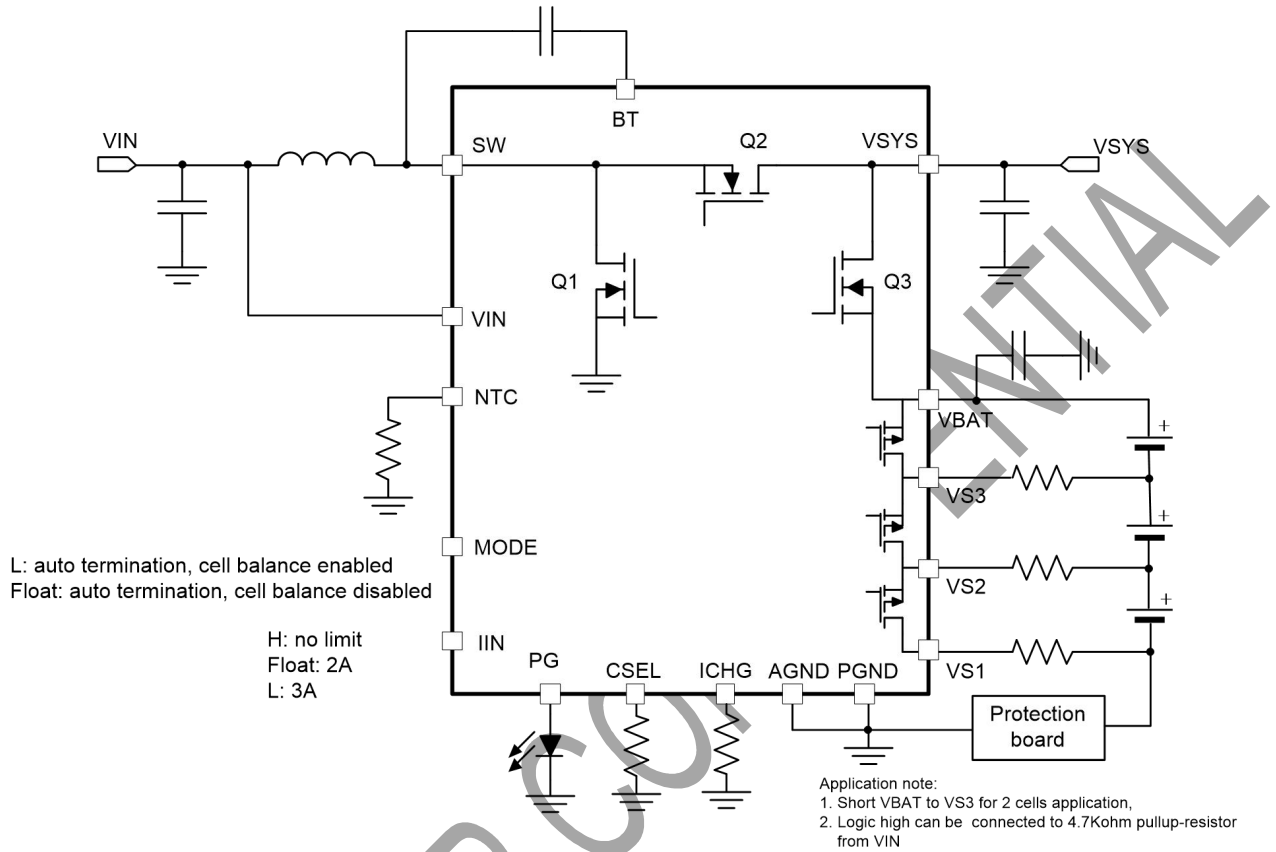 BT
VIN
SW
Q2
VSYS
VSYS
Q1
Q3
VIN
NTC
VBAT
VS3
MODE
L: auto termination, cell balance enabled
Float: auto termination, cell balance disabled
VS2
IIN
H: no limit
Float: 2A
L: 3A
VS1
PG
CSEL
ICHG
AGND
PGND
Protection
board
Application note:
1. Short VBAT to VS3 for 2 cells application,
2. Logic high can be connected to 4.7Kohm pullup-resistor
from VIN